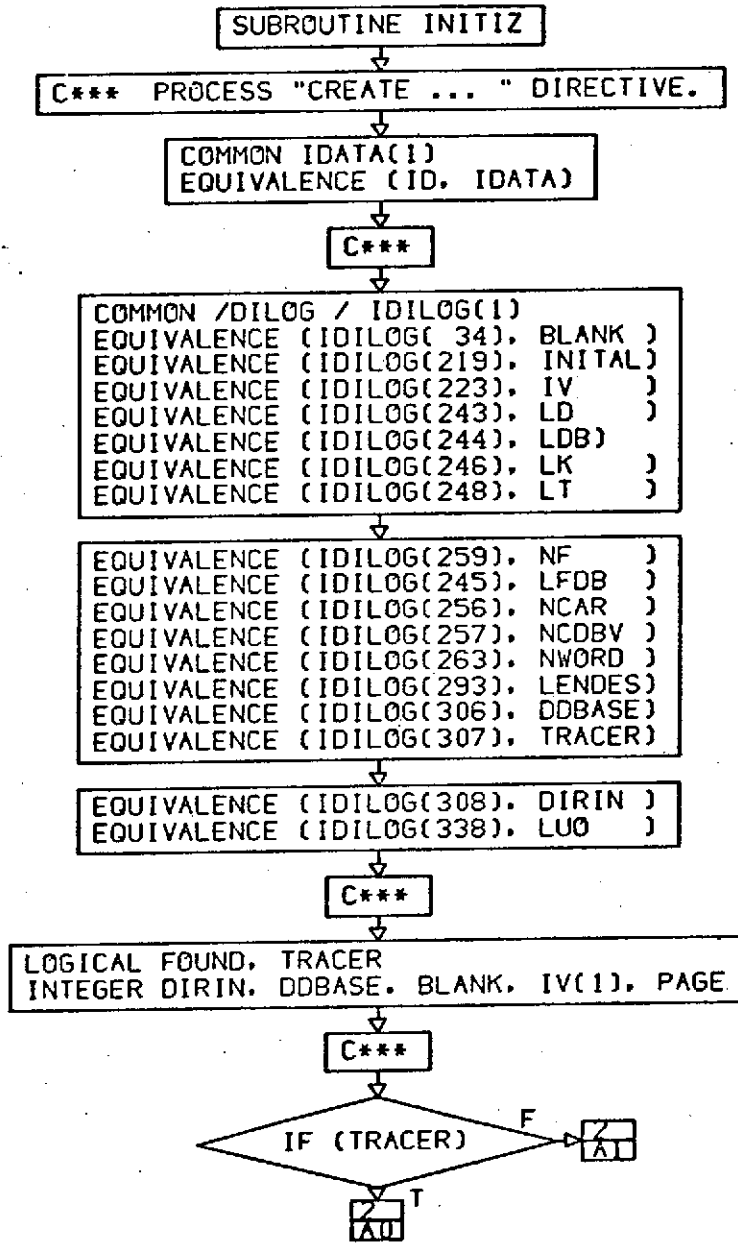 SUBROUTINE INITIZ
C*** PROCESS "CREATE ... " DIRECTIVE.
COMMON IDATA(1)
EQUIVALENCE (ID, IDATA)
C***
COMMON /DILOG / IDILOG(1)
EQUIVALENCE (IDILOG( 34), BLANK )
EQUIVALENCE (IDILOG(219), INITAL)
EQUIVALENCE (IDILOG(223), IV )
EQUIVALENCE (IDILOG(243), LD )
EQUIVALENCE (IDILOG(244), LDB)
EQUIVALENCE (IDILOG(246), LK )
EQUIVALENCE (IDILOG(248), LT )
EQUIVALENCE (IDILOG(259), NF )
EQUIVALENCE (IDILOG(245), LFDB )
EQUIVALENCE (IDILOG(256), NCAR )
EQUIVALENCE (IDILOG(257), NCDBV )
EQUIVALENCE (IDILOG(263), NWORD )
EQUIVALENCE (IDILOG(293), LENDES)
EQUIVALENCE (IDILOG(306), DDBASE)
EQUIVALENCE (IDILOG(307), TRACER)
EQUIVALENCE (IDILOG(308), DIRIN )
EQUIVALENCE (IDILOG(338), LUO )
C***
LOGICAL FOUND, TRACER
INTEGER DIRIN, DDBASE, BLANK, IV(1), PAGE
C***
IF (TRACER)
F
2
A1
T
2
A0